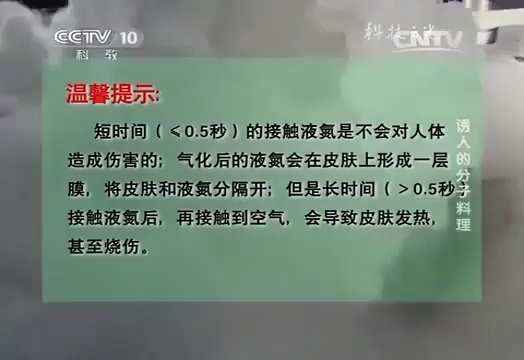 CCTV 10
科教
科技之光
CNTV
温馨提示:
短时间（≤0.5秒）的接触液氮是不会对人体
造成伤害的；气化后的液氮会在皮肤上形成一层
膜，将皮肤和液氮分隔开；但是长时间（>0.5秒）
接触液氮后，再接触到空气，会导致皮肤发热，
甚至烧伤。
诱人的分子料理